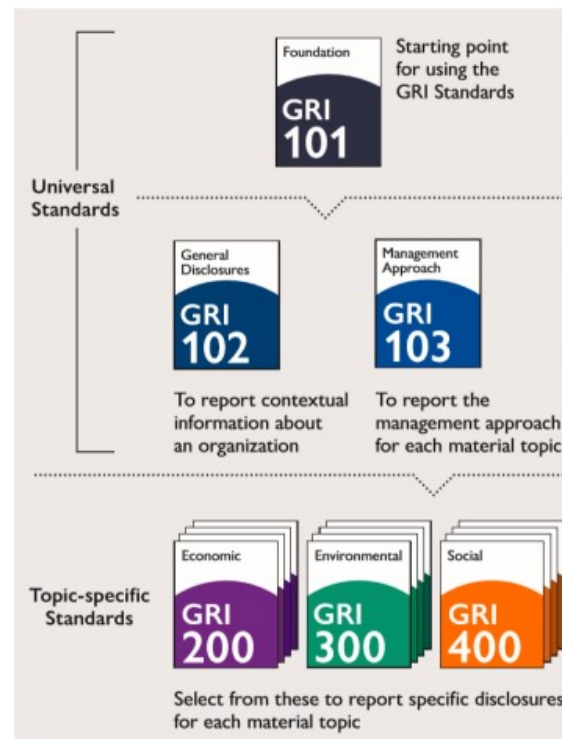 Foundation
GRI
101
Starting point
for using the
GRI Standards
Universal
Standards
General
Disclosures
GRI
102
Management
Approach
GRI
103
To report contextual
information about
an organization
To report the
management approach
for each material topic
Topic-specific
Standards
Economic
GRI
200
Environmental
GRI
300
Social
GRI
400
Select from these to report specific disclosures
for each material topic